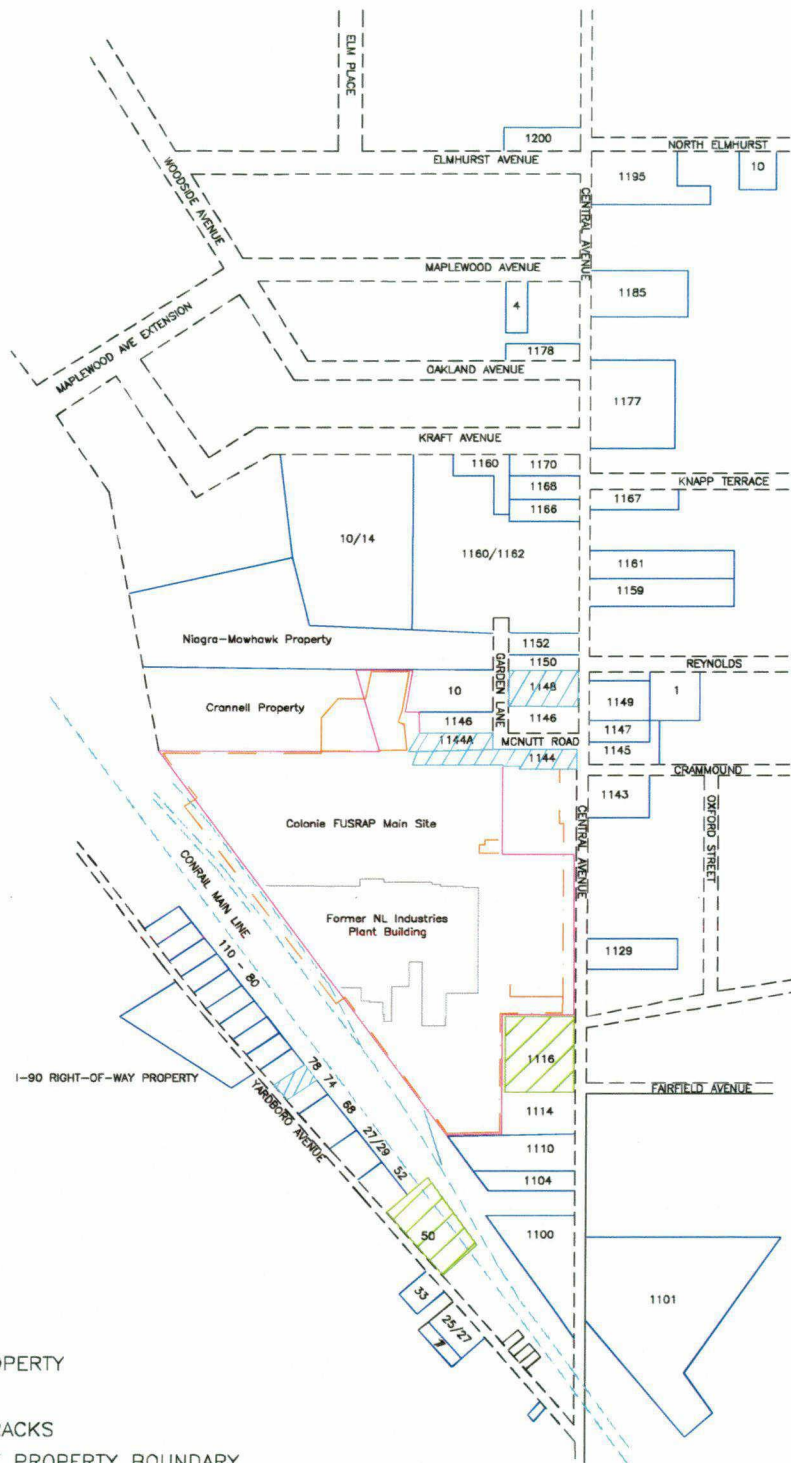 ELM PLACE
1200
NORTH ELMHURST
ELMHURST AVENUE
1195
10
WOODSIDE AVENUE
CENTRAL AVENUE
MAPLEWOOD AVENUE
1185
4
MAPLEWOOD AVE EXTENSION
1178
OAKLAND AVENUE
1177
KRAFT AVENUE
1160
1170
1168
1166
KNAPP TERRACE
1167
10/14
1160/1162
1161
1159
Niagra-Mowhawk Property
1152
1150
GARDEN LANE
REYNOLDS
1148
10
1149
1
Crannell Property
1146
1146
1147
1144A
MCNUTT ROAD
1145
1144
CRAMMOUND
1143
OXFORD STREET
CENTRAL AVENUE
Colonie FUSRAP Main Site
CONRAIL MAIN LINE
Former NL Industries
Plant Building
110 - 80
1129
1116
I-90 RIGHT-OF-WAY PROPERTY
78
74
68
27/29
52
FAIRFIELD AVENUE
YARDBORO AVENUE
1114
1110
1104
50
1100
1101
33
25/27
OPERTY
RACKS
PROPERTY BOUNDARY